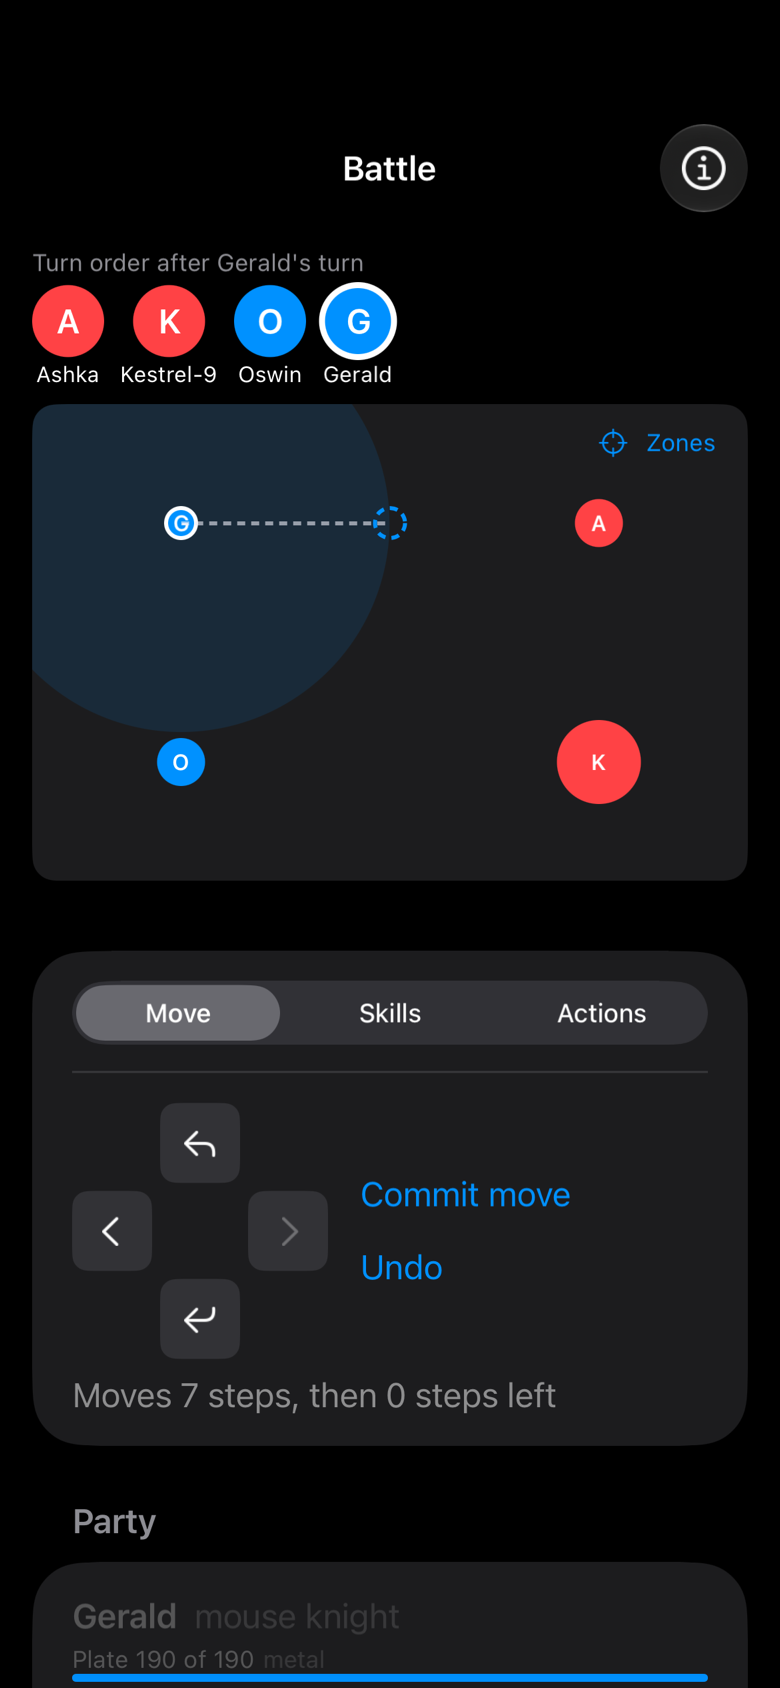 Battle
Turn order after Gerald's turn
A K O G
Ashka Kestrel-9 Oswin Gerald
Zones
G A
O K
Move Skills Actions
Commit move
Undo
Moves 7 steps, then 0 steps left
Party
Gerald mouse knight
Plate 190 of 190 metal